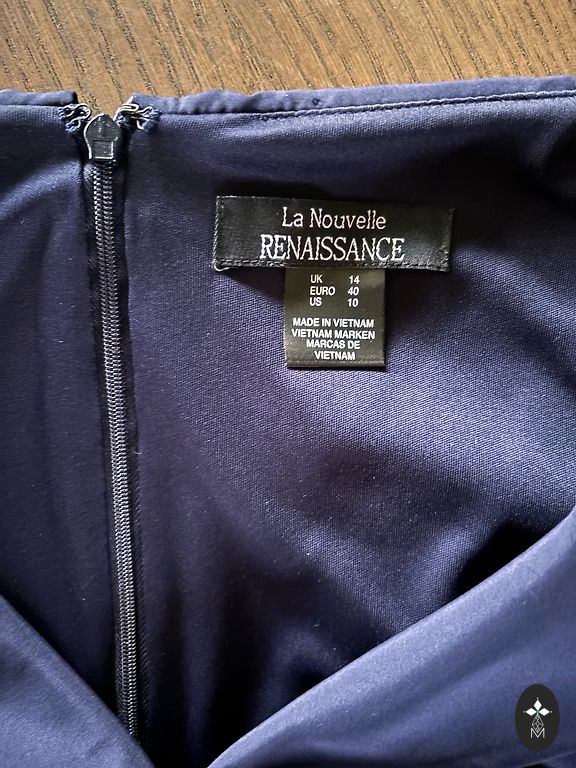 La Nouvelle
RENAISSANCE
UK 14
EURO 40
US 10
MADE IN VIETNAM
VIETNAM MARKEN
MARCAS DE
VIETNAM
M